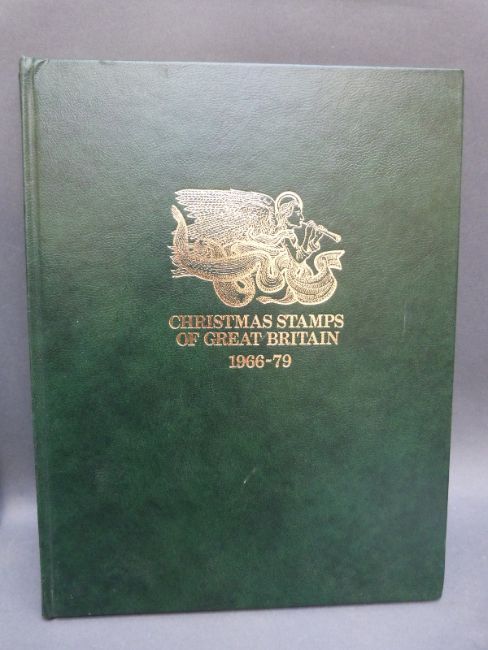 CHRISTMAS STAMPS
OF GREAT BRITAIN
1966-79